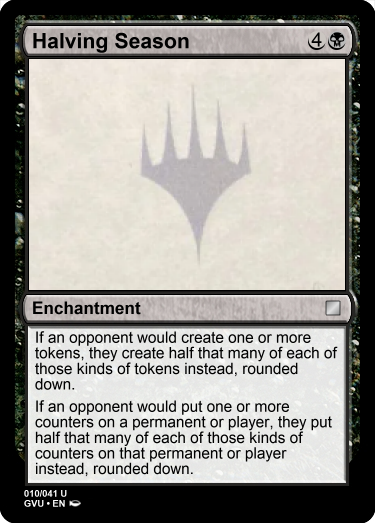 Halving Season 4
Enchantment
If an opponent would create one or more
tokens, they create half that many of each of
those kinds of tokens instead, rounded
down.
If an opponent would put one or more
counters on a permanent or player, they put
half that many of each of those kinds of
counters on that permanent or player
instead, rounded down.
010/041 U
GVU • EN